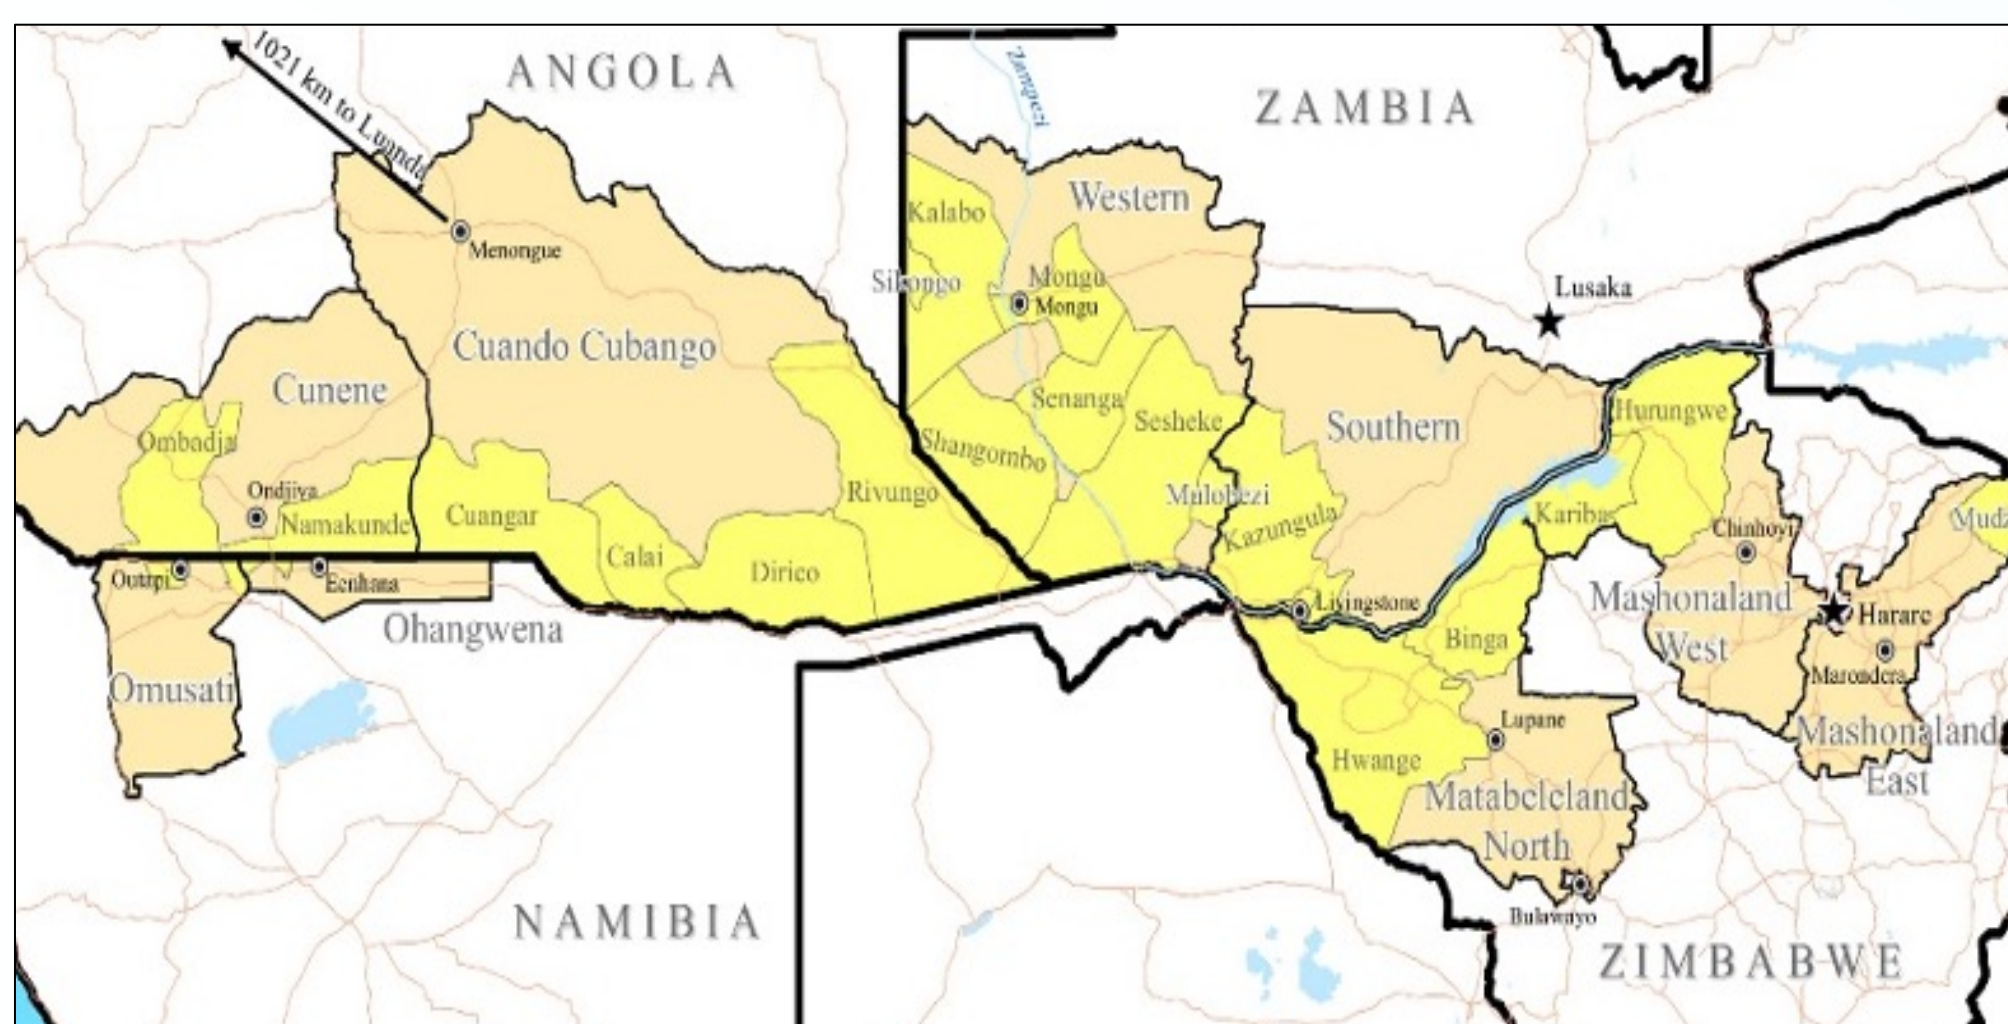 1021 km to Luanda
ANGOLA
Zambezi
ZAMBIA
Western
Kalabo
Menongue
Sikongo
Mongu
Mongu
Lusaka
Cuando Cubango
Cunene
Senanga
Sesheke
Hurungwe
Southern
Ombadja
Shangombo
Rivungo
Ondjiva
Mulobezi
Namakunde
Cuangar
Kazungula
Kariba
Chinhoyi
Calai
Dirico
Outapi
Eenhana
Livingstone
Mashonaland
West
Harare
Ohangwena
Binga
Marondera
Omusati
Lupane
Mashonaland
East
Hwange
Matabeleland
North
Bulawayo
NAMIBIA
ZIMBABWE